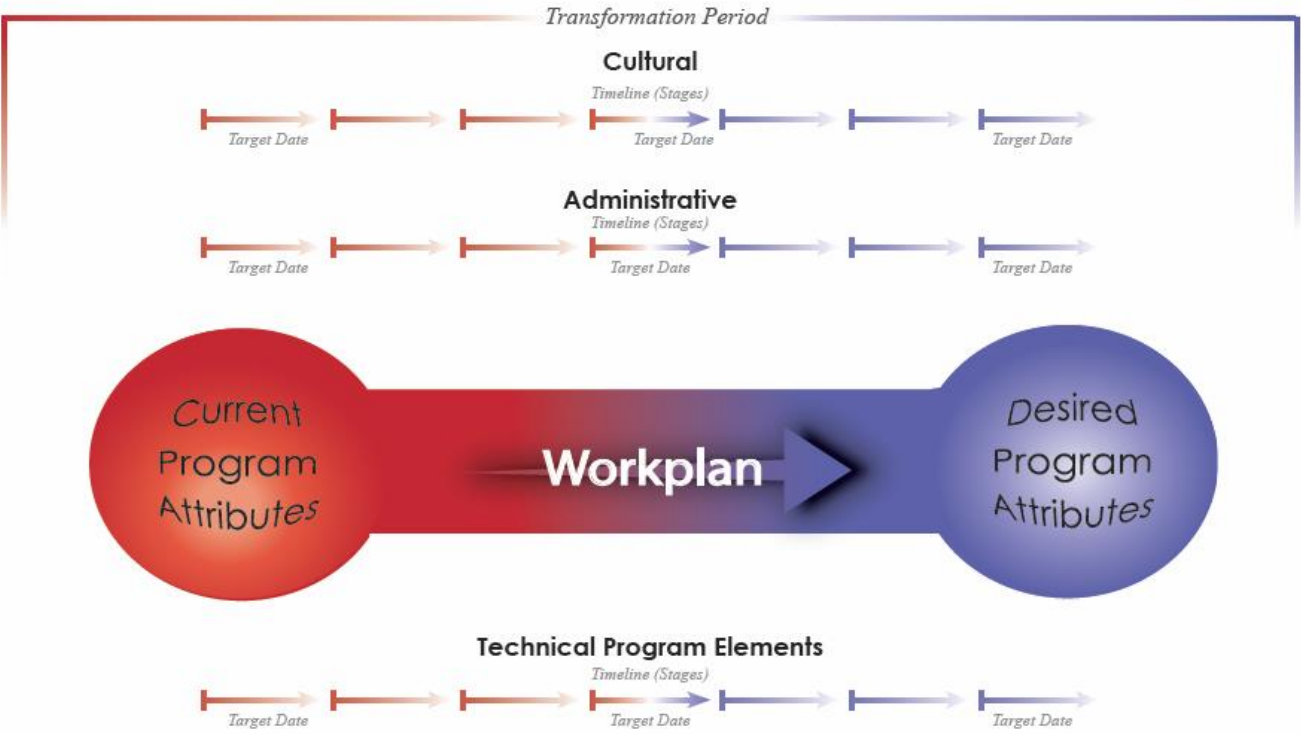 Transformation Period
Cultural
Timeline (Stages)
Target Date Target Date Target Date
Administrative
Timeline (Stages)
Target Date Target Date Target Date
Current
Program
Attributes
Workplan
Desired
Program
Attributes
Technical Program Elements
Timeline (Stages)
Target Date Target Date Target Date